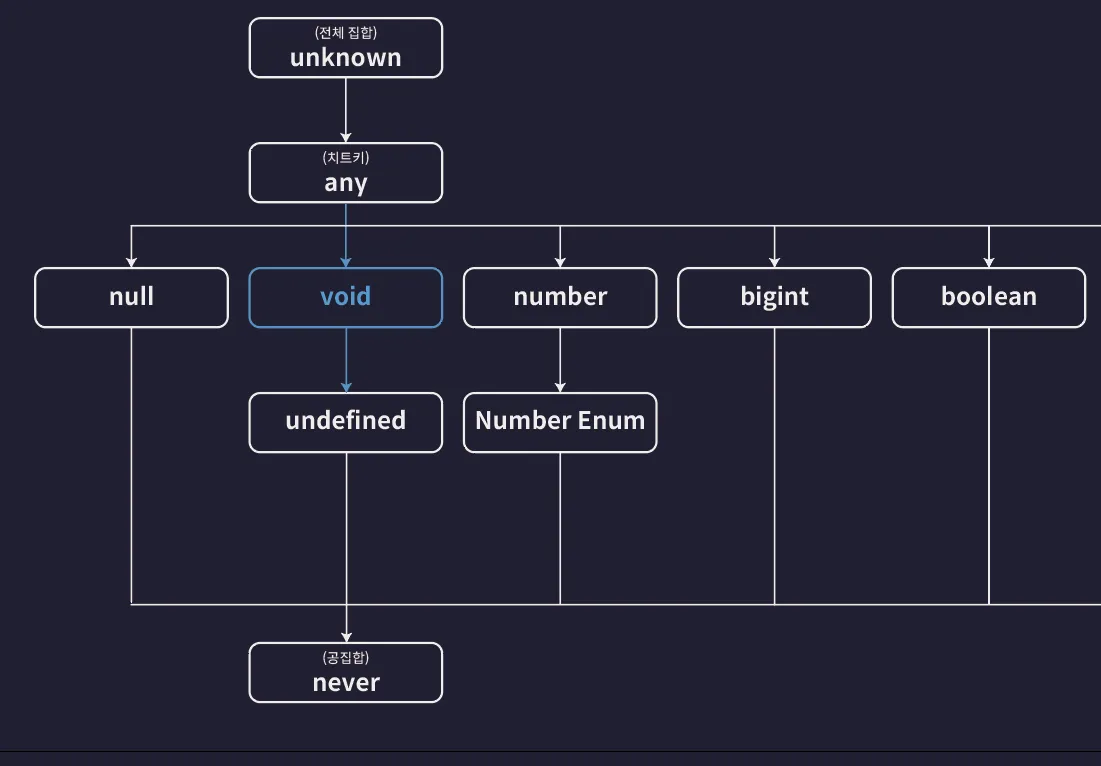 (전체 집합)
unknown
(치트키)
any
null
void
number
bigint
boolean
undefined
Number Enum
(공집합)
never